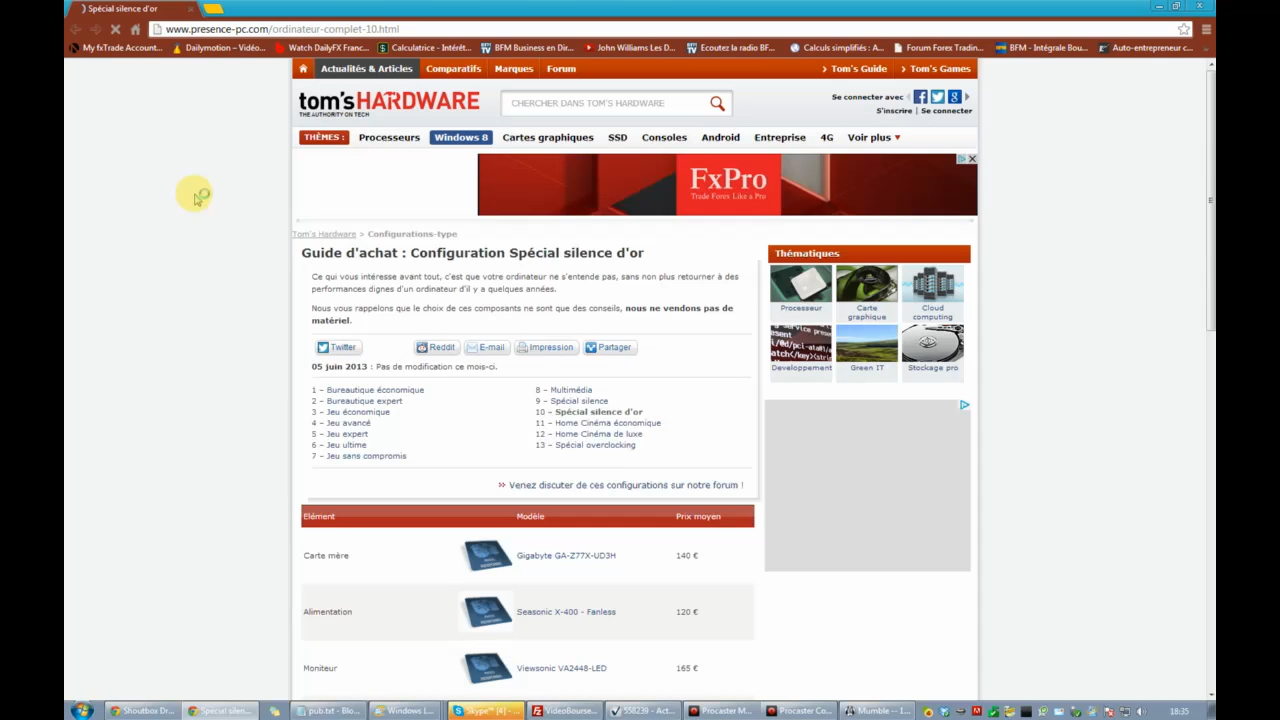 Spécial silence d'or
www.presence-pc.com/ordinateur-complet-10.html
My fxTrade Account... Dailymotion – Vidéo... Watch DailyFX Franc... Calculatrice - Intérêt... BFM Business en Dir... John Williams Les D... Ecoutez la radio BF... Calculs simplifiés : A... Forum Forex Tradin... BFM - Intégrale Bou... Auto-entrepreneur c...
Actualités & Articles Comparatifs Marques Forum Tom's Guide Tom's Games
tom's HARDWARE
THE AUTHORITY ON TECH
CHERCHER DANS TOM'S HARDWARE
Se connecter avec
S'inscrire | Se connecter
THÈMES : Processeurs Windows 8 Cartes graphiques SSD Consoles Android Entreprise 4G Voir plus
FxPro
Trade Forex Like a Pro
Tom's Hardware > Configurations-type
Guide d'achat : Configuration Spécial silence d'or
Ce qui vous intéresse avant tout, c'est que votre ordinateur ne s'entende pas, sans non plus retourner à des
performances dignes d'un ordinateur d'il y a quelques années.
Nous vous rappelons que le choix de ces composants ne sont que des conseils, nous ne vendons pas de
matériel.
Twitter Reddit E-mail Impression Partager
05 juin 2013 : Pas de modification ce mois-ci.
1 – Bureautique économique
2 – Bureautique expert
3 – Jeu économique
4 – Jeu avancé
5 – Jeu expert
6 – Jeu ultime
7 – Jeu sans compromis
8 – Multimédia
9 – Spécial silence
10 – Spécial silence d'or
11 – Home Cinéma économique
12 – Home Cinéma de luxe
13 – Spécial overclocking
Venez discuter de ces configurations sur notre forum !
Elément Modèle Prix moyen
Carte mère Gigabyte GA-Z77X-UD3H 140 €
Alimentation Seasonic X-400 - Fanless 120 €
Moniteur Viewsonic VA2448-LED 165 €
Thématiques
Processeur Carte graphique Cloud computing
Developpement Green IT Stockage pro
Shoutbox Dr... Spécial silen... pub.txt - Blo... Windows L... Skype™ [4] - ... VideoBourse... 558239 - Act... Procaster M... Procaster Co... Mumble -- I... 18:35